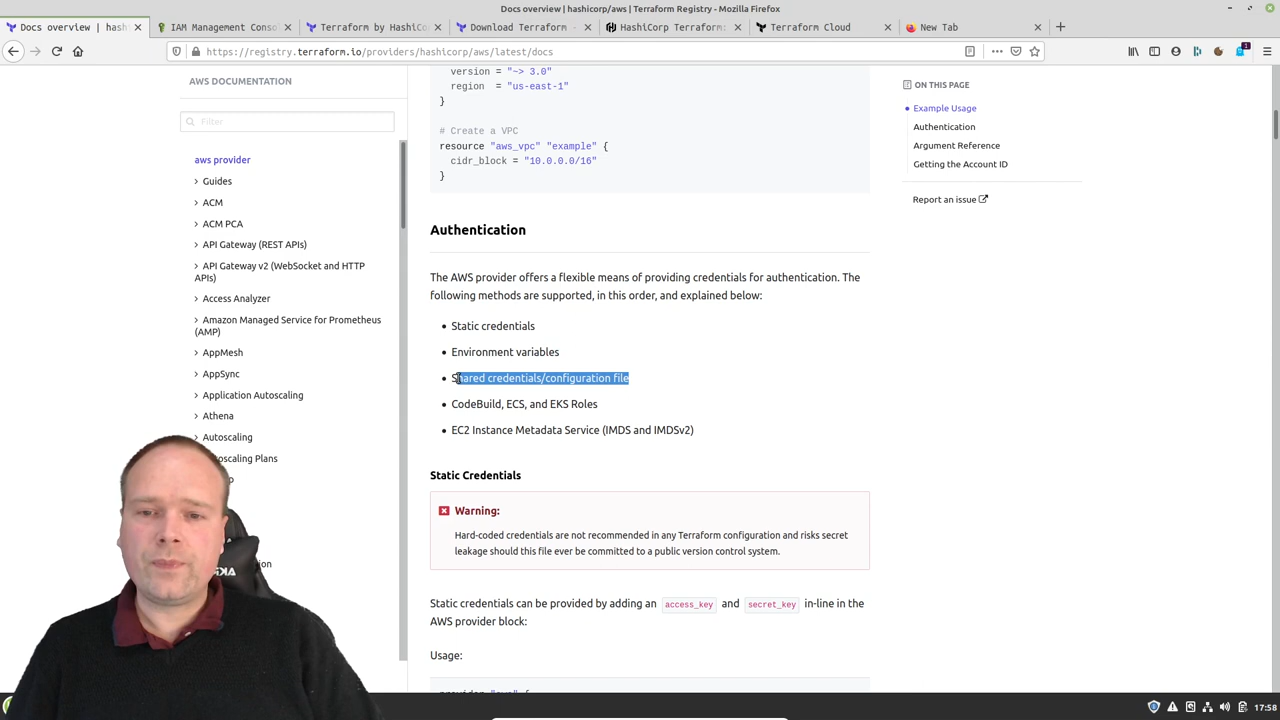 Docs overview | hashicorp/aws | Terraform Registry - Mozilla Firefox
Docs overview | hash
IAM Management Conso
Terraform by HashiC
Download Terraform -
HashiCorp Terraform:
Terraform Cloud
New Tab
https://registry.terraform.io/providers/hashicorp/aws/latest/docs
AWS DOCUMENTATION
Filter
aws provider
Guides
ACM
ACM PCA
API Gateway (REST APIs)
API Gateway v2 (WebSocket and HTTP
APIs)
Access Analyzer
Amazon Managed Service for Prometheus
(AMP)
AppMesh
AppSync
Application Autoscaling
Athena
Autoscaling
toscaling Plans
version = "~> 3.0"
region = "us-east-1"
}
# Create a VPC
resource "aws_vpc" "example" {
cidr_block = "10.0.0.0/16"
}
Authentication
The AWS provider offers a flexible means of providing credentials for authentication. The
following methods are supported, in this order, and explained below:
• Static credentials
• Environment variables
• Shared credentials/configuration file
• CodeBuild, ECS, and EKS Roles
• EC2 Instance Metadata Service (IMDS and IMDSv2)
Static Credentials
Warning:
Hard-coded credentials are not recommended in any Terraform configuration and risks secret
leakage should this file ever be committed to a public version control system.
Static credentials can be provided by adding an access_key and secret_key in-line in the
AWS provider block:
Usage:
ON THIS PAGE
Example Usage
Authentication
Argument Reference
Getting the Account ID
Report an issue
17:58